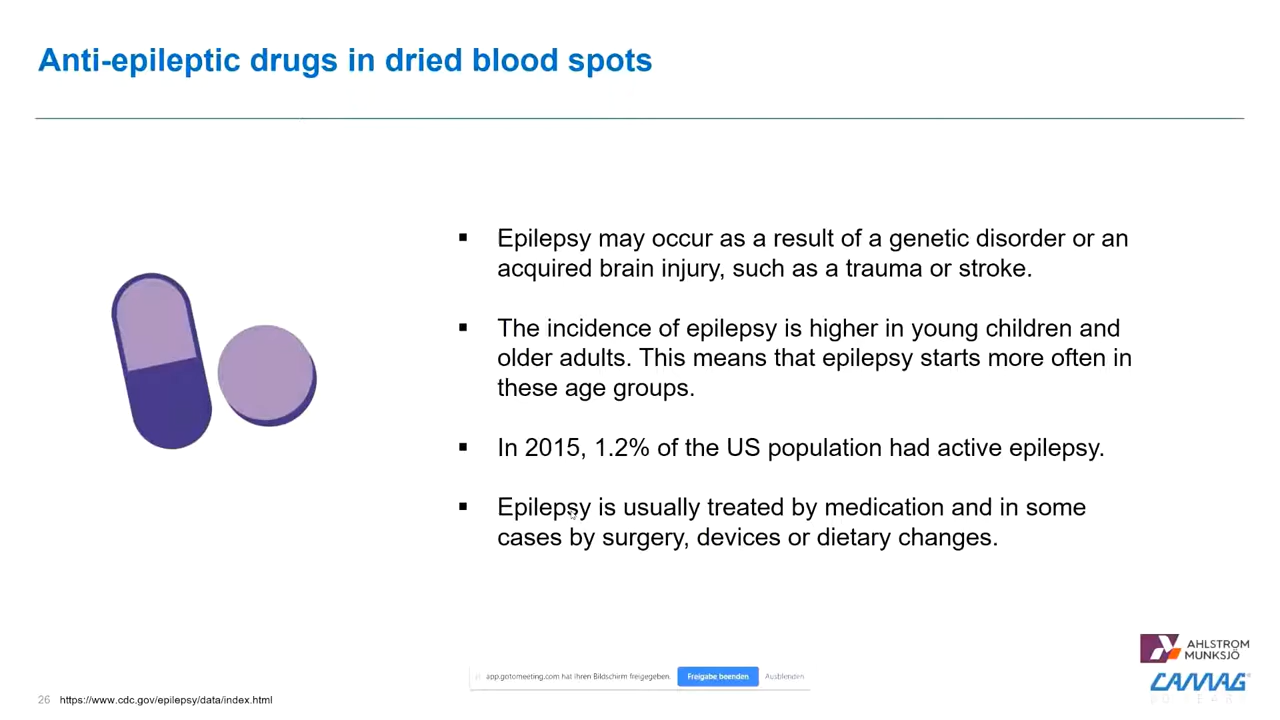 Anti-epileptic drugs in dried blood spots
▪ Epilepsy may occur as a result of a genetic disorder or an
acquired brain injury, such as a trauma or stroke.
▪ The incidence of epilepsy is higher in young children and
older adults. This means that epilepsy starts more often in
these age groups.
▪ In 2015, 1.2% of the US population had active epilepsy.
▪ Epilepsy is usually treated by medication and in some
cases by surgery, devices or dietary changes.
AHLSTROM
MUNKSJÖ
CAMAG®
app.gotomeeting.com hat Ihren Bildschirm freigegeben. Freigabe beenden Ausblenden
26 https://www.cdc.gov/epilepsy/data/index.html